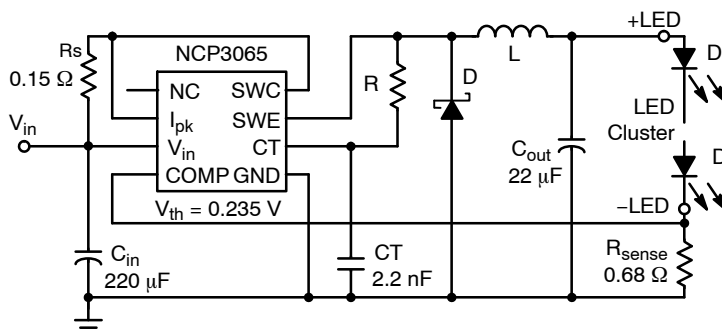 +LED
Rs
NCP3065
0.15 Ω
L
D
NC
SWC
R
D
LED
Cluster
Ipk
SWE
Vin
Vin
CT
Cout
22 μF
D
COMP
GND
−LED
Vth = 0.235 V
Rsense
0.68 Ω
Cin
220 μF
CT
2.2 nF